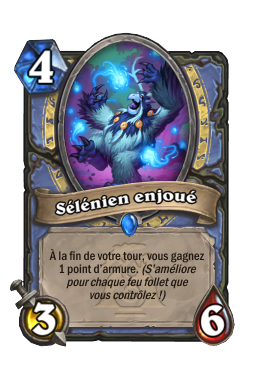 4
Sélénien enjoué
À la fin de votre tour, vous gagnez
1 point d'armure. (S'améliore
pour chaque feu follet que
vous contrôlez !)
3
6